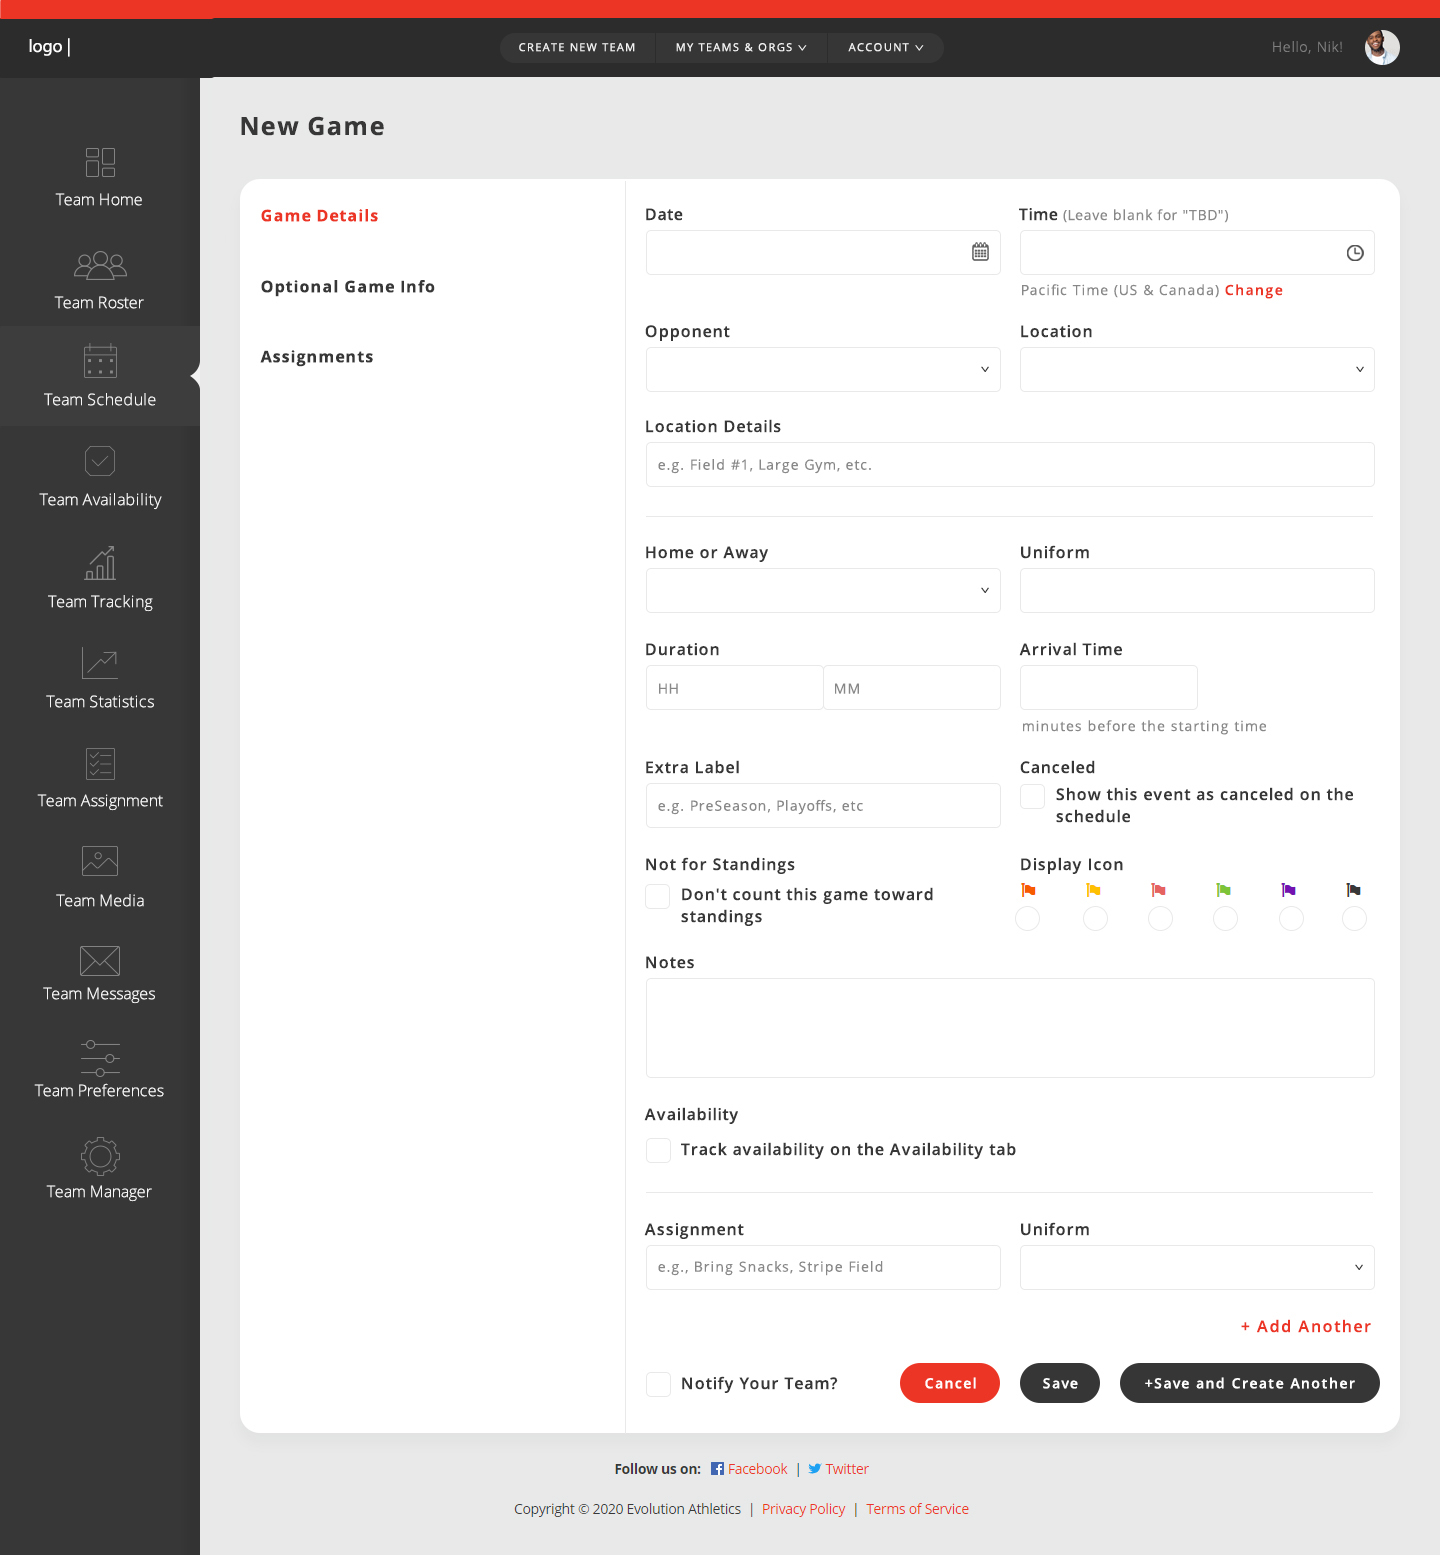 logo |
CREATE NEW TEAM
MY TEAMS & ORGS
ACCOUNT
Hello, Nik!
Team Home
Team Roster
Team Schedule
Team Availability
Team Tracking
Team Statistics
Team Assignment
Team Media
Team Messages
Team Preferences
Team Manager
New Game
Game Details
Optional Game Info
Assignments
Date
Time (Leave blank for "TBD")
Pacific Time (US & Canada) Change
Opponent
Location
Location Details
e.g. Field #1, Large Gym, etc.
Home or Away
Uniform
Duration
HH
MM
Arrival Time
minutes before the starting time
Extra Label
e.g. PreSeason, Playoffs, etc
Canceled
Show this event as canceled on the
schedule
Not for Standings
Don't count this game toward
standings
Display Icon
Notes
Availability
Track availability on the Availability tab
Assignment
e.g., Bring Snacks, Stripe Field
Uniform
+ Add Another
Notify Your Team?
Cancel
Save
+Save and Create Another
Follow us on: Facebook | Twitter
Copyright © 2020 Evolution Athletics | Privacy Policy | Terms of Service